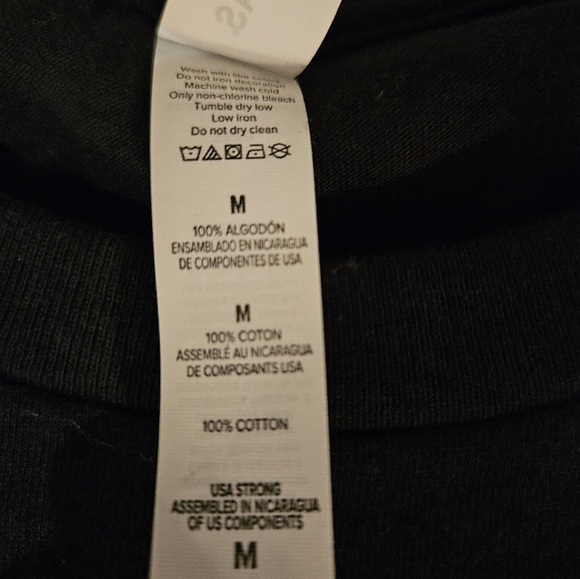 Wash with like colors
Do not iron decoration
Machine wash cold
Only non-chlorine bleach
Tumble dry low
Low iron
Do not dry clean
M
100% ALGODÓN
ENSAMBLADO EN NICARAGUA
DE COMPONENTES DE USA
M
100% COTON
ASSEMBLÉ AU NICARAGUA
DE COMPOSANTS USA
100% COTTON
USA STRONG
ASSEMBLED IN NICARAGUA
OF US COMPONENTS
M